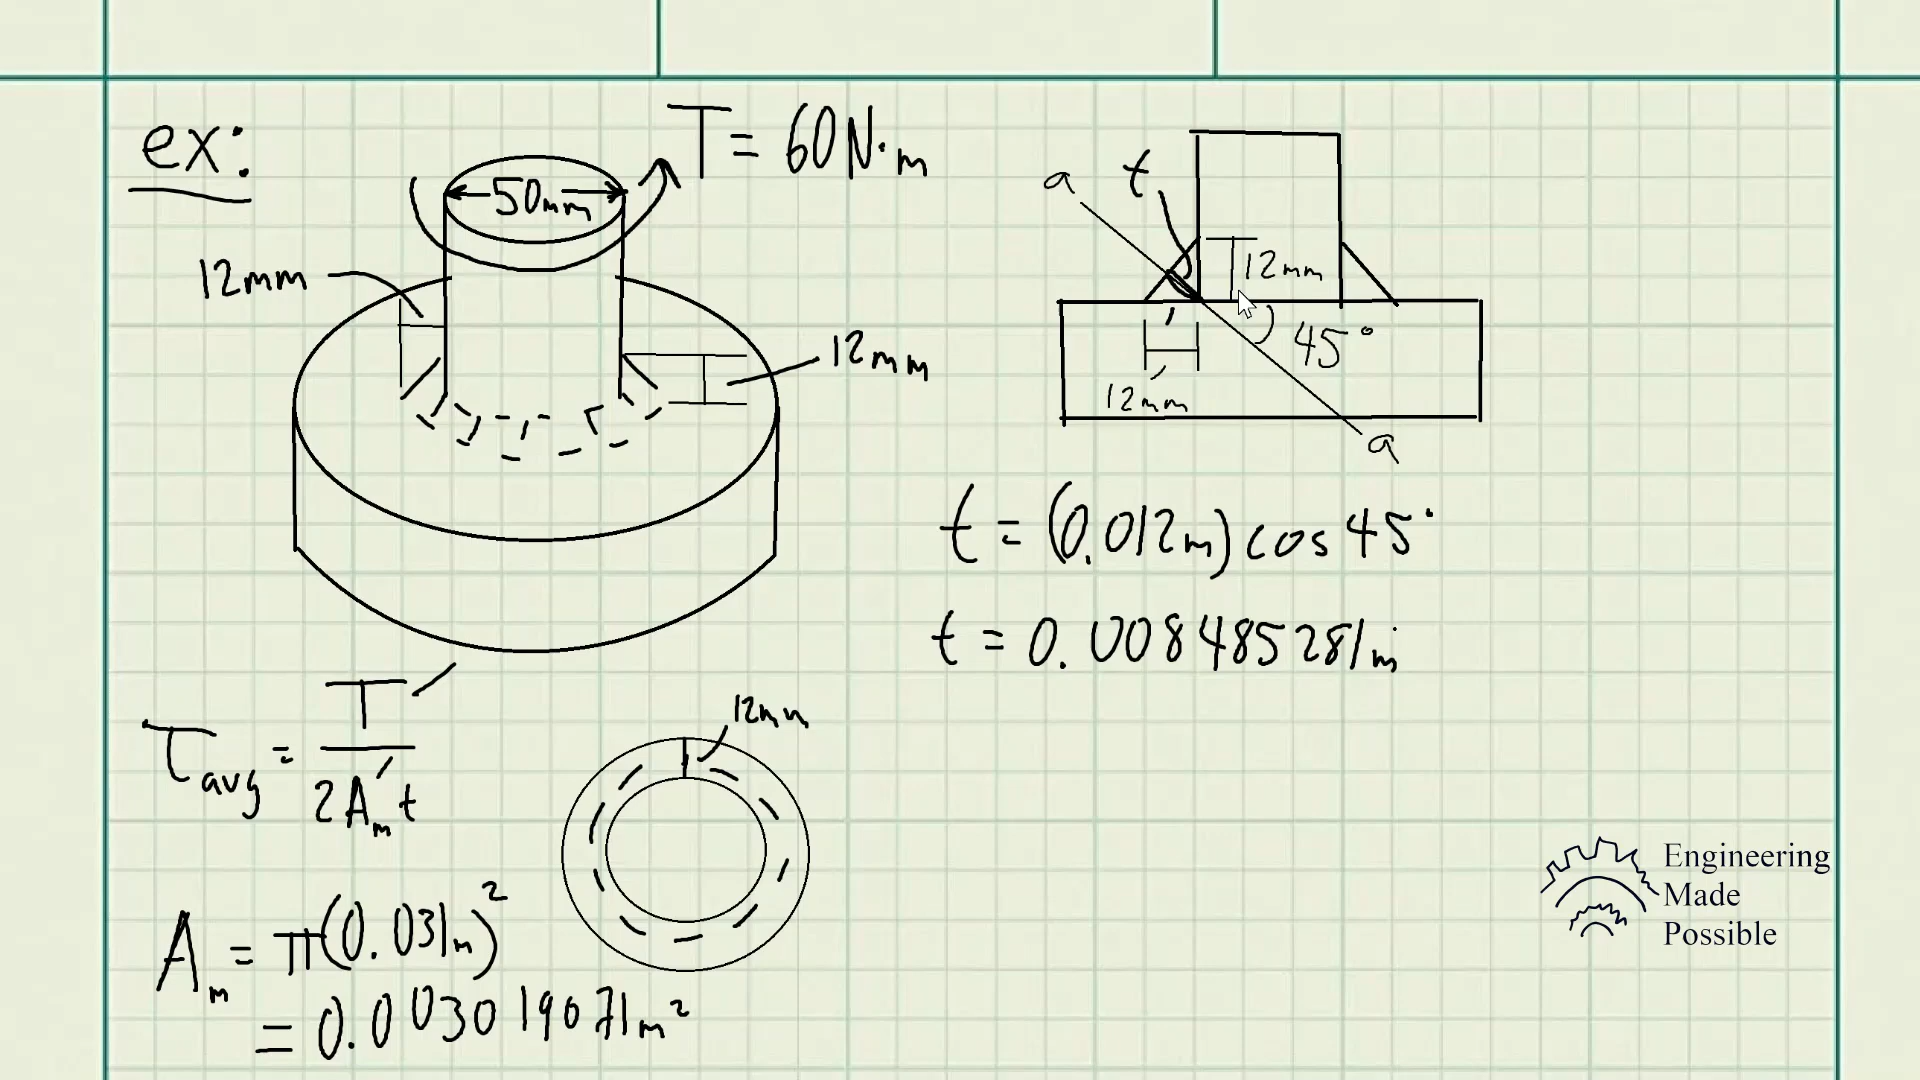 ex:
T = 60N·m
50mm
12mm
12mm
a
t
12mm
45°
12mm
a
t = (0.012m) cos 45°
t = 0.008485281m
τavg = T / 2Amt
12mm
Am = π(0.031m)²
= 0.003019071m²
Engineering
Made
Possible